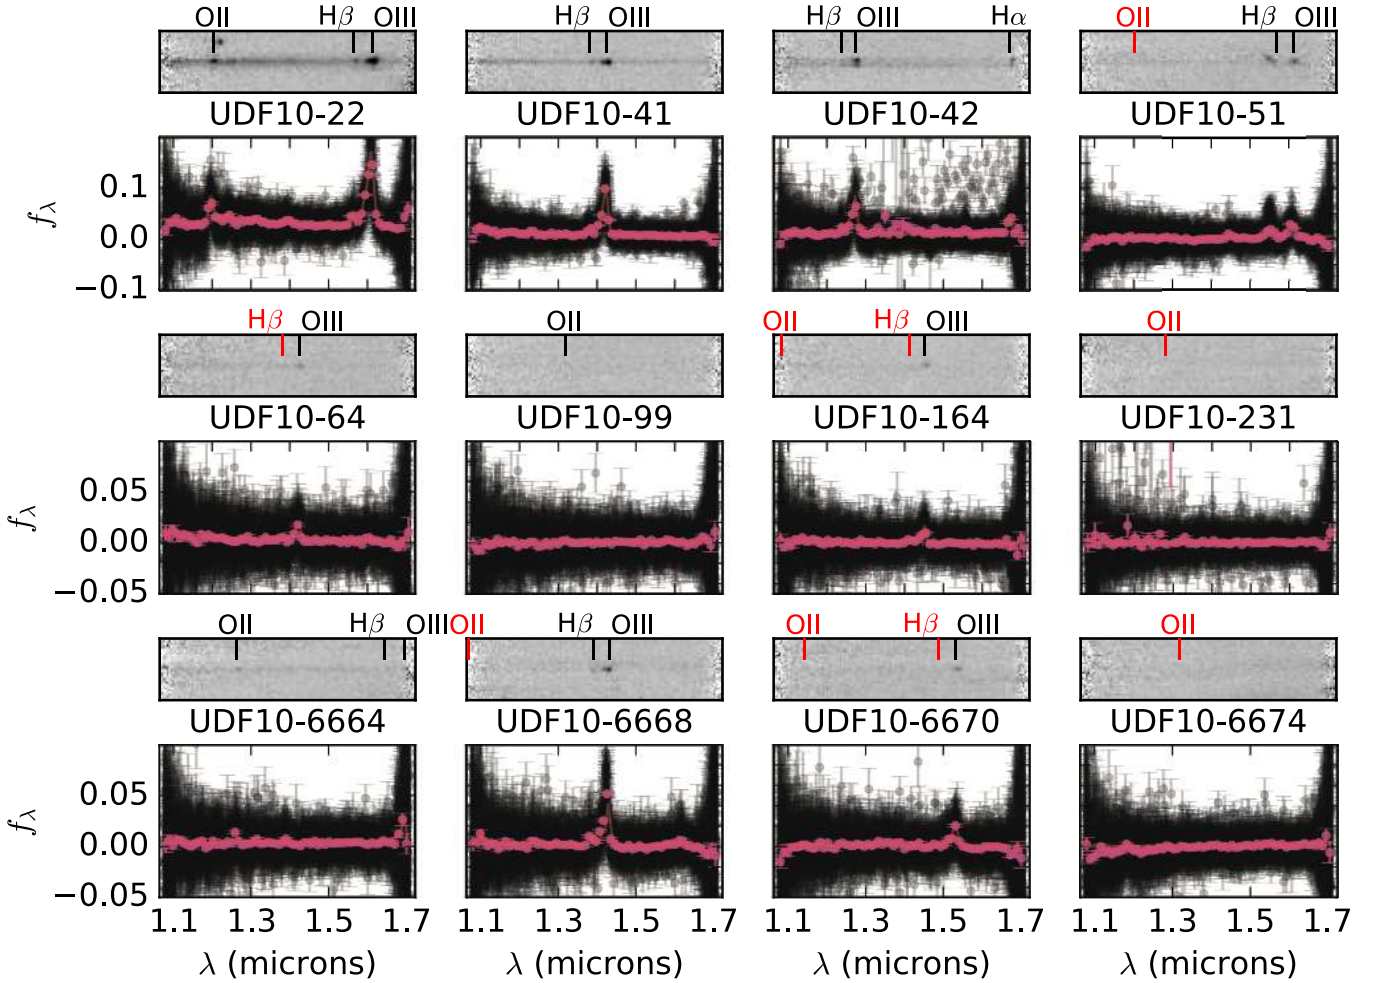 OII Hβ OIII Hβ OIII Hβ OIII Hα OII Hβ OIII
UDF10-22 UDF10-41 UDF10-42 UDF10-51
0.1
fλ
0.0
−0.1
Hβ OIII OII OII Hβ OIII OII
UDF10-64 UDF10-99 UDF10-164 UDF10-231
0.05
fλ
0.00
−0.05
OII Hβ OIII OII Hβ OIII OII Hβ OIII OII
UDF10-6664 UDF10-6668 UDF10-6670 UDF10-6674
0.05
fλ
0.00
−0.05
1.1 1.3 1.5 1.7 1.1 1.3 1.5 1.7 1.1 1.3 1.5 1.7 1.1 1.3 1.5 1.7
λ (microns) λ (microns) λ (microns) λ (microns)